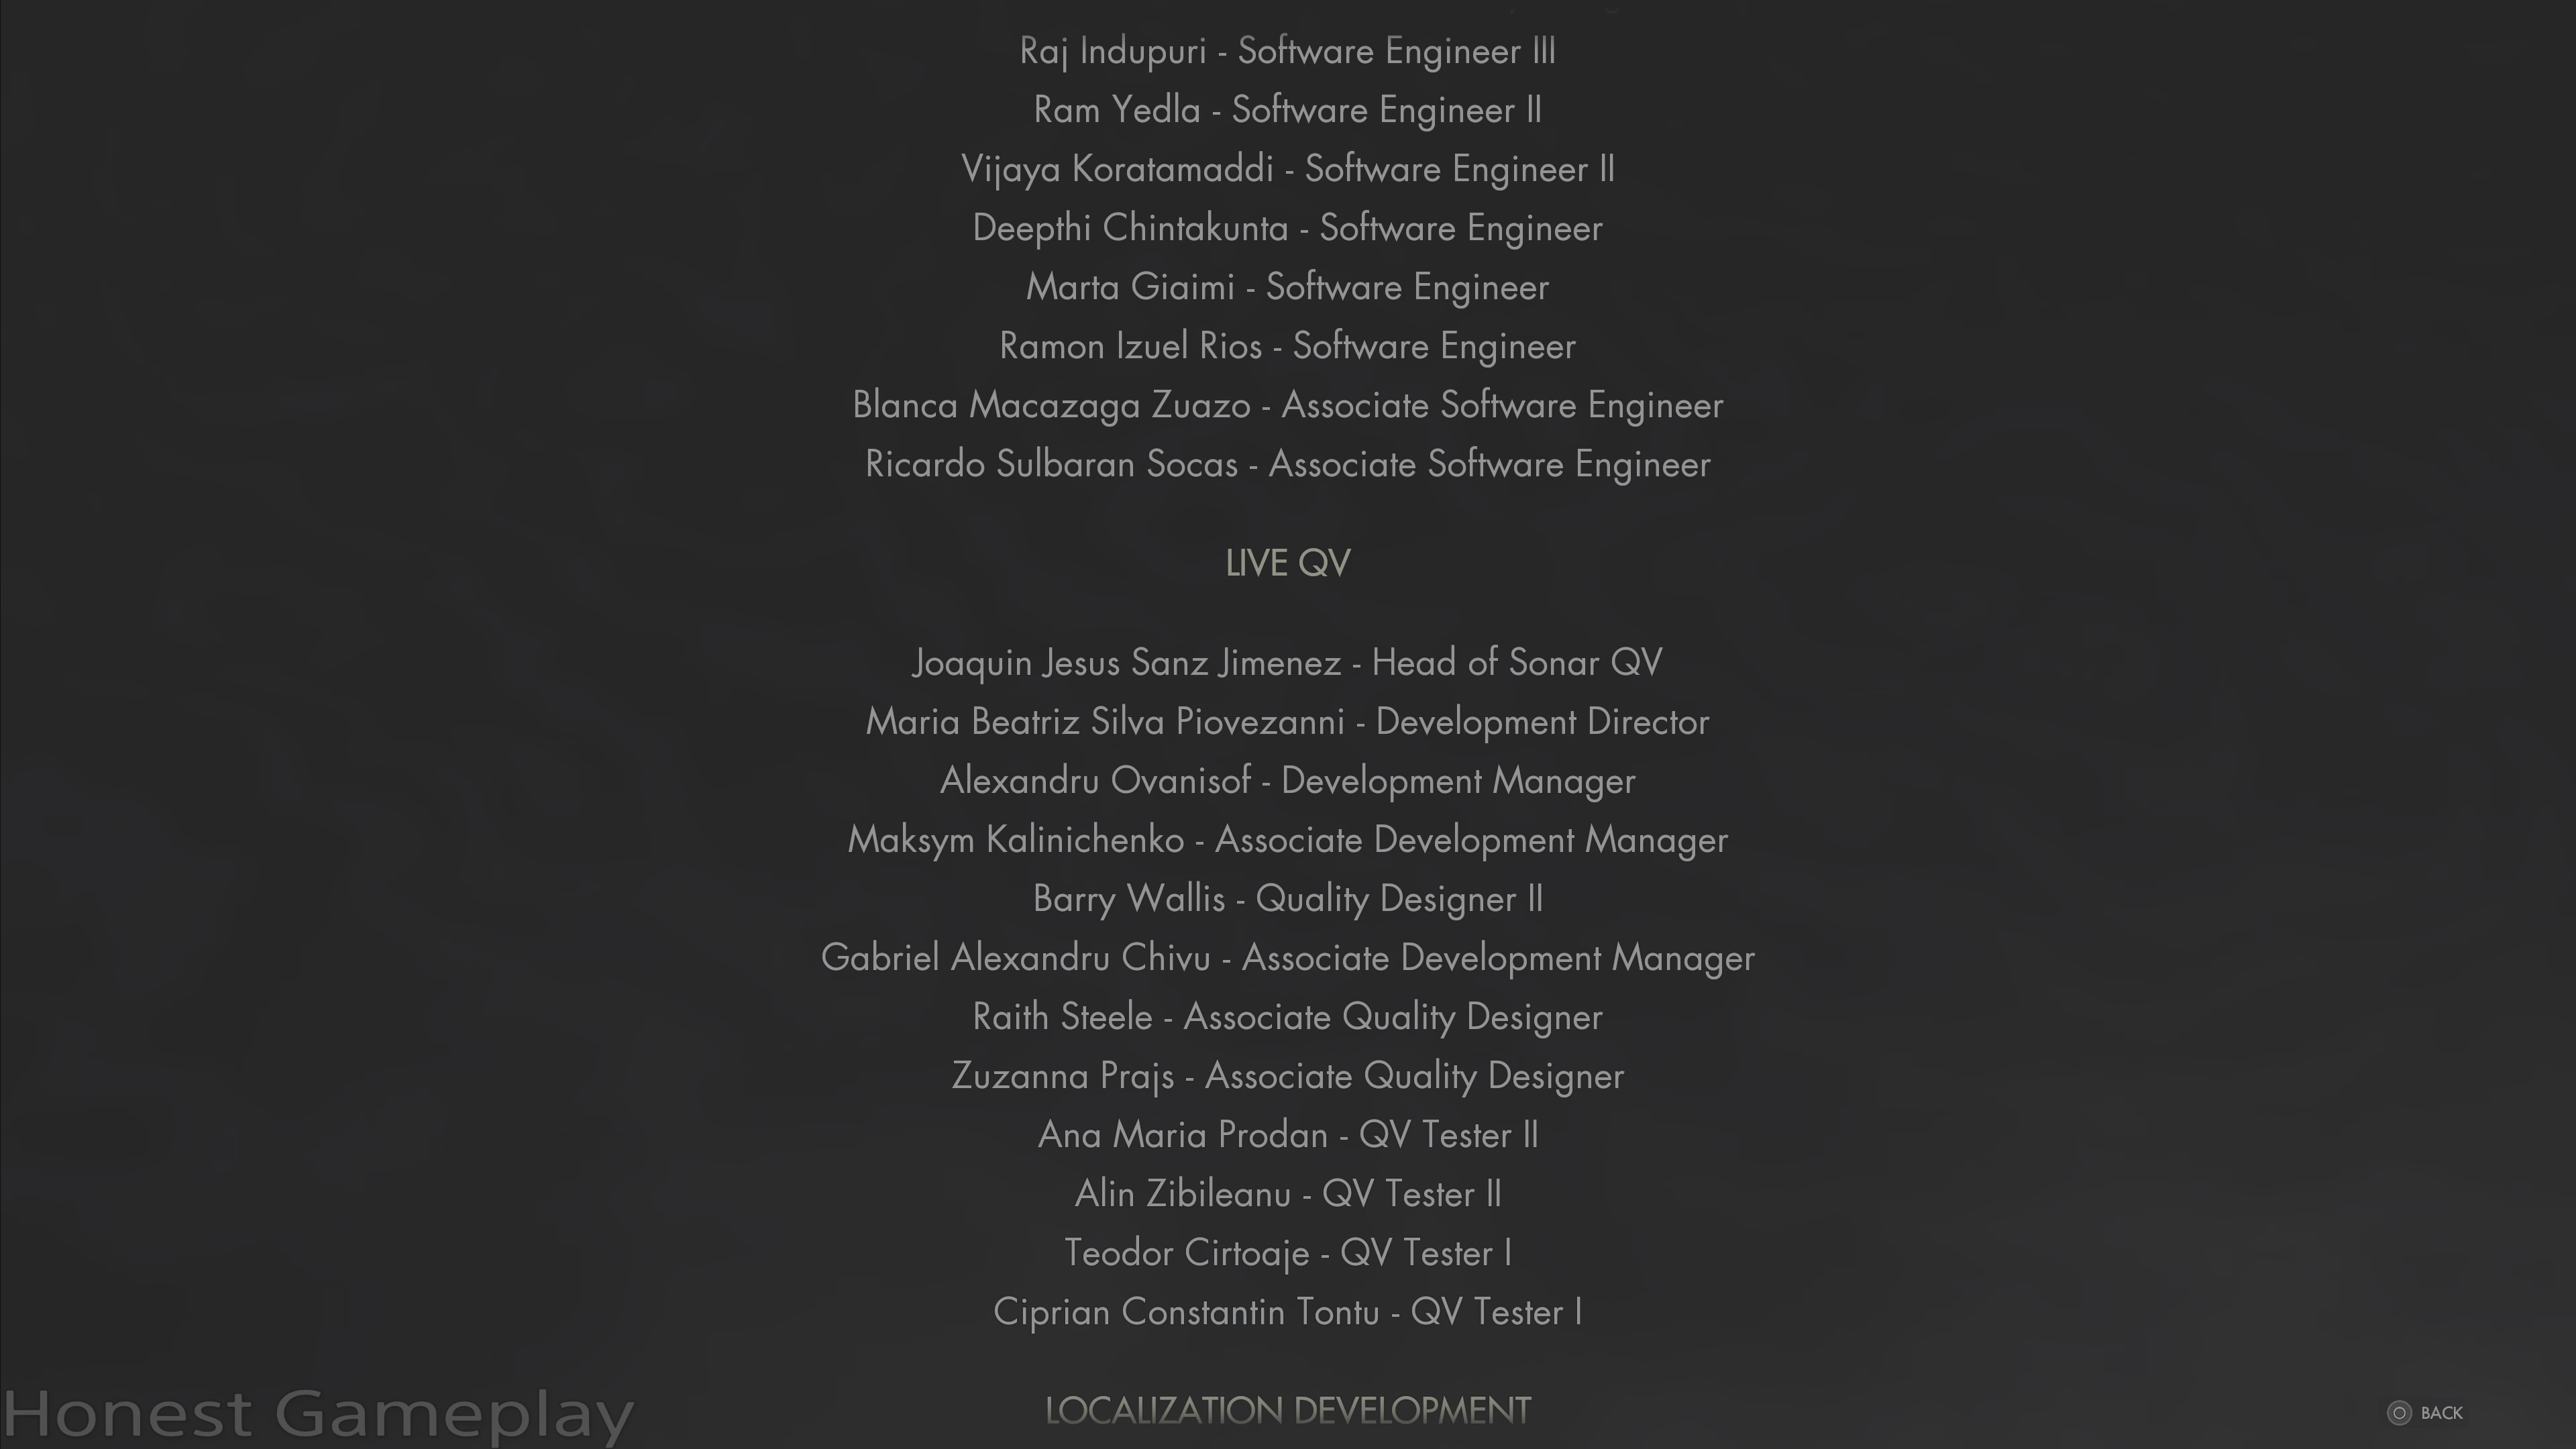 Raj Indupuri - Software Engineer III
Ram Yedla - Software Engineer II
Vijaya Koratamaddi - Software Engineer II
Deepthi Chintakunta - Software Engineer
Marta Giaimi - Software Engineer
Ramon Izuel Rios - Software Engineer
Blanca Macazaga Zuazo - Associate Software Engineer
Ricardo Sulbaran Socas - Associate Software Engineer
LIVE QV
Joaquin Jesus Sanz Jimenez - Head of Sonar QV
Maria Beatriz Silva Piovezanni - Development Director
Alexandru Ovanisof - Development Manager
Maksym Kalinichenko - Associate Development Manager
Barry Wallis - Quality Designer II
Gabriel Alexandru Chivu - Associate Development Manager
Raith Steele - Associate Quality Designer
Zuzanna Prajs - Associate Quality Designer
Ana Maria Prodan - QV Tester II
Alin Zibileanu - QV Tester II
Teodor Cirtoaje - QV Tester I
Ciprian Constantin Tontu - QV Tester I
LOCALIZATION DEVELOPMENT
Honest Gameplay
BACK